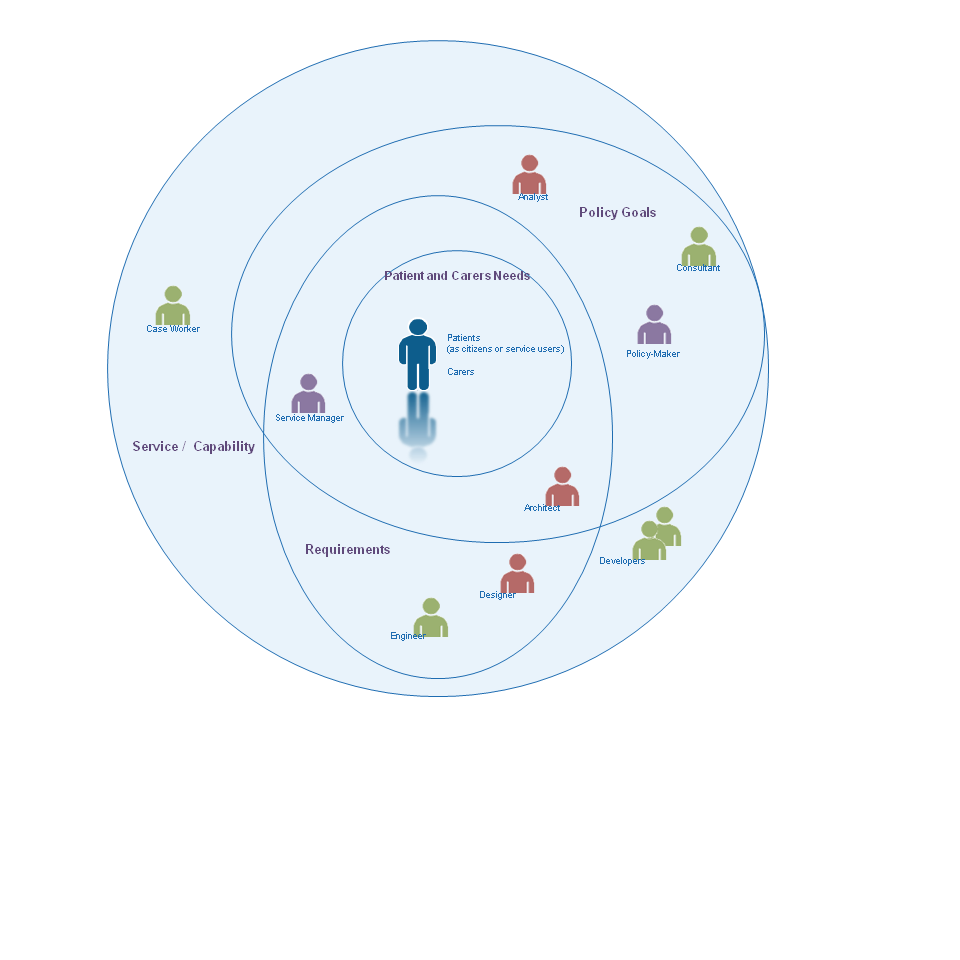 Analyst
Policy Goals
Consultant
Patient and Carers Needs
Case Worker
Patients
(as citizens or service users)
Carers
Policy-Maker
Service Manager
Service / Capability
Architect
Requirements
Developers
Designer
Engineer